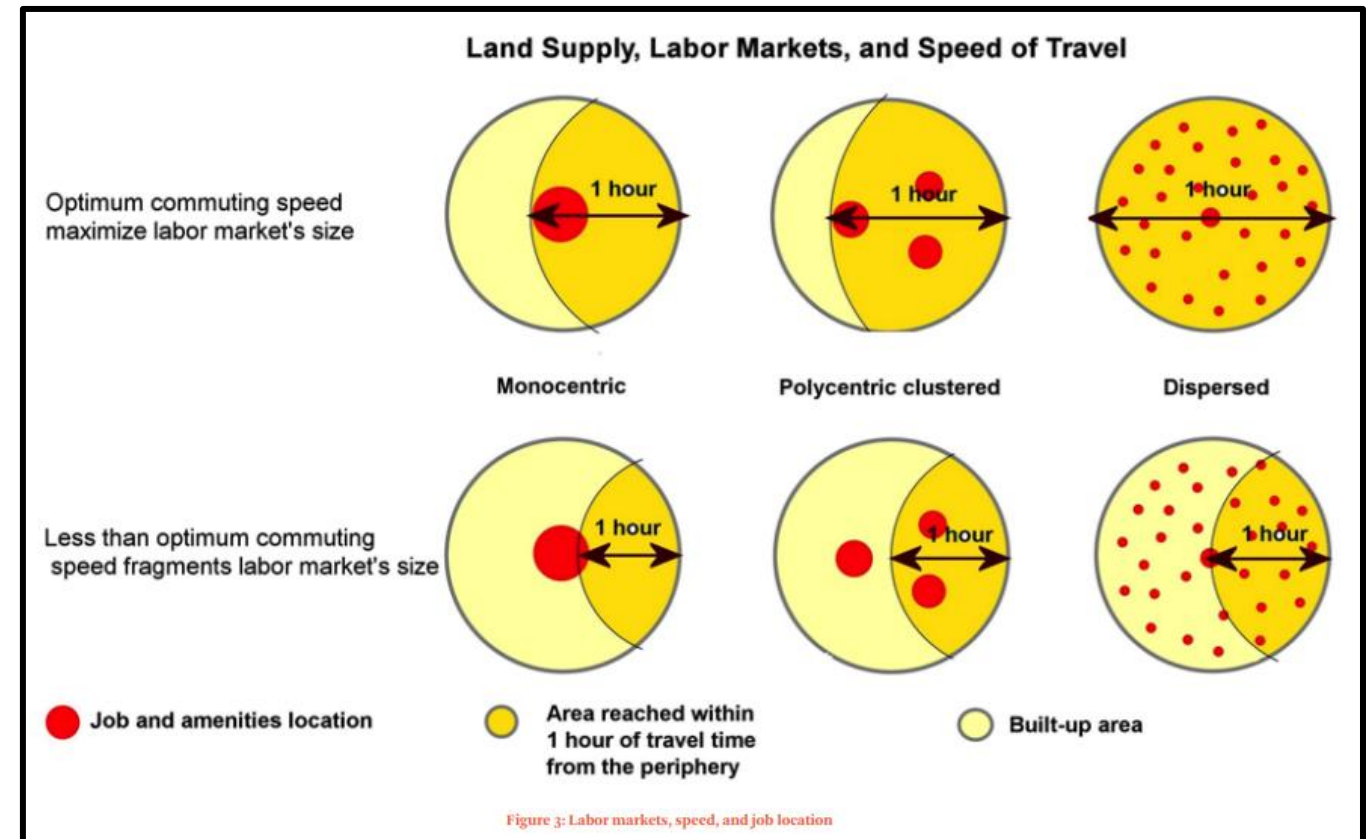 Land Supply, Labor Markets, and Speed of Travel
Optimum commuting speed
maximize labor market's size
1 hour
1 hour
1 hour
Monocentric
Polycentric clustered
Dispersed
Less than optimum commuting
speed fragments labor market's size
1 hour
1 hour
1 hour
Job and amenities location
Area reached within
1 hour of travel time
from the periphery
Built-up area
Figure 3: Labor markets, speed, and job location